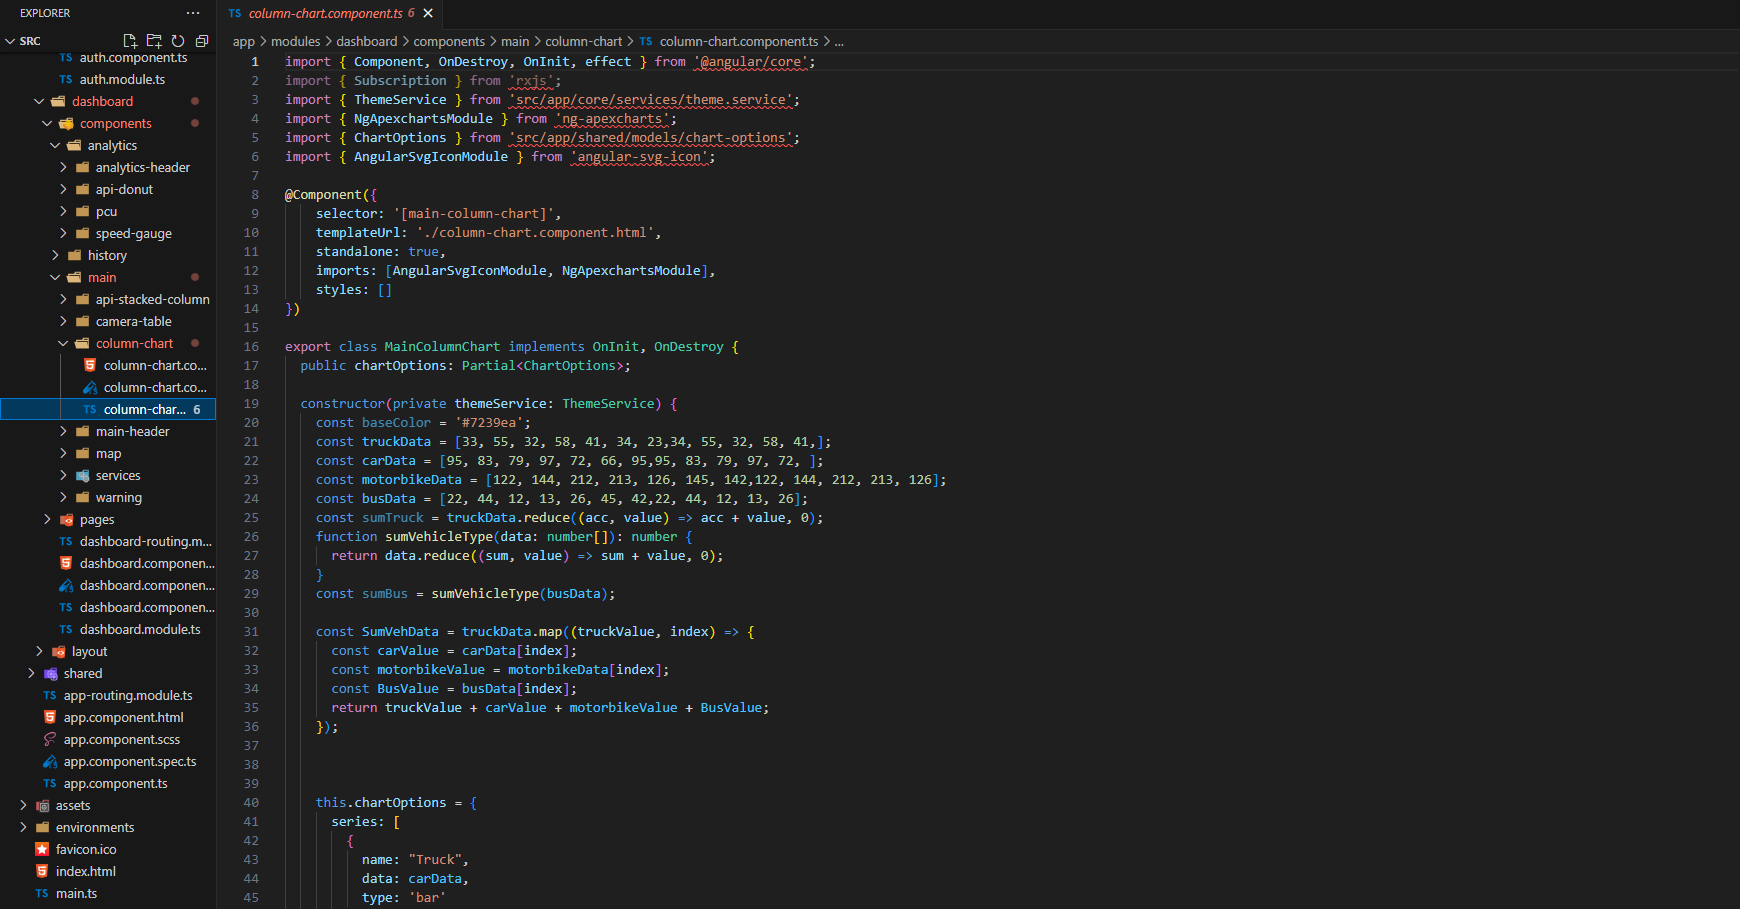 EXPLORER
SRC
auth.component.ts
TS auth.module.ts
dashboard
components
analytics
analytics-header
api-donut
pcu
speed-gauge
history
main
api-stacked-column
camera-table
column-chart
column-chart.co...
column-chart.co...
TS column-char... 6
main-header
map
services
warning
pages
TS dashboard-routing.m...
dashboard.componen...
dashboard.componen...
TS dashboard.componen...
TS dashboard.module.ts
layout
shared
TS app-routing.module.ts
app.component.html
app.component.scss
app.component.spec.ts
TS app.component.ts
assets
environments
favicon.ico
index.html
TS main.ts
TS column-chart.component.ts 6
app > modules > dashboard > components > main > column-chart > TS column-chart.component.ts > ...
1 import { Component, OnDestroy, OnInit, effect } from '@angular/core';
2 import { Subscription } from 'rxjs';
3 import { ThemeService } from 'src/app/core/services/theme.service';
4 import { NgApexchartsModule } from 'ng-apexcharts';
5 import { ChartOptions } from 'src/app/shared/models/chart-options';
6 import { AngularSvgIconModule } from 'angular-svg-icon';
7
8 @Component({
9 selector: '[main-column-chart]',
10 templateUrl: './column-chart.component.html',
11 standalone: true,
12 imports: [AngularSvgIconModule, NgApexchartsModule],
13 styles: []
14 })
15
16 export class MainColumnChart implements OnInit, OnDestroy {
17 public chartOptions: Partial<ChartOptions>;
18
19 constructor(private themeService: ThemeService) {
20 const baseColor = '#7239ea';
21 const truckData = [33, 55, 32, 58, 41, 34, 23,34, 55, 32, 58, 41,];
22 const carData = [95, 83, 79, 97, 72, 66, 95,95, 83, 79, 97, 72, ];
23 const motorbikeData = [122, 144, 212, 213, 126, 145, 142,122, 144, 212, 213, 126];
24 const busData = [22, 44, 12, 13, 26, 45, 42,22, 44, 12, 13, 26];
25 const sumTruck = truckData.reduce((acc, value) => acc + value, 0);
26 function sumVehicleType(data: number[]): number {
27 return data.reduce((sum, value) => sum + value, 0);
28 }
29 const sumBus = sumVehicleType(busData);
30
31 const SumVehData = truckData.map((truckValue, index) => {
32 const carValue = carData[index];
33 const motorbikeValue = motorbikeData[index];
34 const BusValue = busData[index];
35 return truckValue + carValue + motorbikeValue + BusValue;
36 });
37
38
39
40 this.chartOptions = {
41 series: [
42 {
43 name: "Truck",
44 data: carData,
45 type: 'bar'